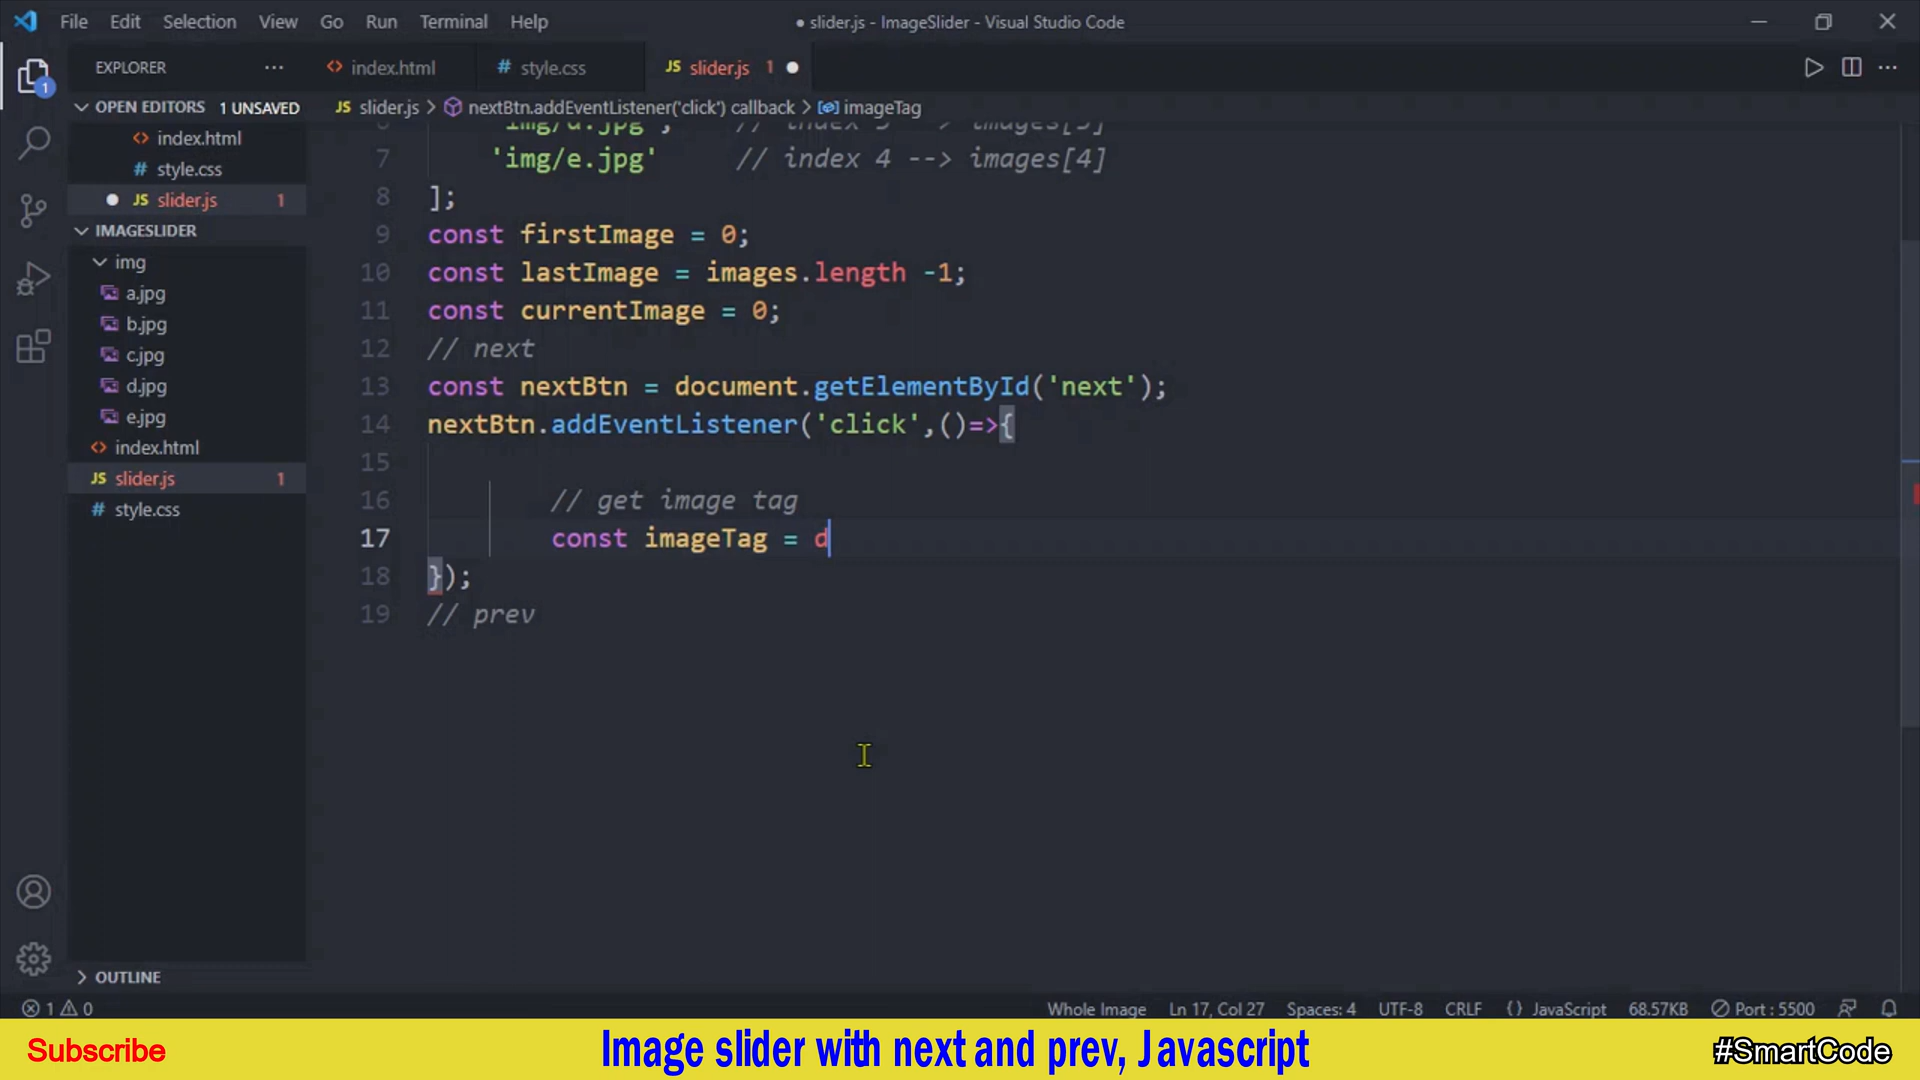 File Edit Selection View Go Run Terminal Help
● slider.js - ImageSlider - Visual Studio Code
EXPLORER
index.html
# style.css
JS slider.js 1 ●
OPEN EDITORS 1 UNSAVED
JS slider.js > nextBtn.addEventListener('click') callback > imageTag
index.html
# style.css
● JS slider.js 1
IMAGESLIDER
img
a.jpg
b.jpg
c.jpg
d.jpg
e.jpg
index.html
JS slider.js 1
# style.css
OUTLINE
7 'img/e.jpg' // index 4 --> images[4]
8 ];
9 const firstImage = 0;
10 const lastImage = images.length -1;
11 const currentImage = 0;
12 // next
13 const nextBtn = document.getElementById('next');
14 nextBtn.addEventListener('click',()=>{
15
16 // get image tag
17 const imageTag = d
18 });
19 // prev
1 0
Whole Image Ln 17, Col 27 Spaces: 4 UTF-8 CRLF {} JavaScript 68.57KB Port : 5500
Subscribe
Image slider with next and prev, Javascript
#SmartCode